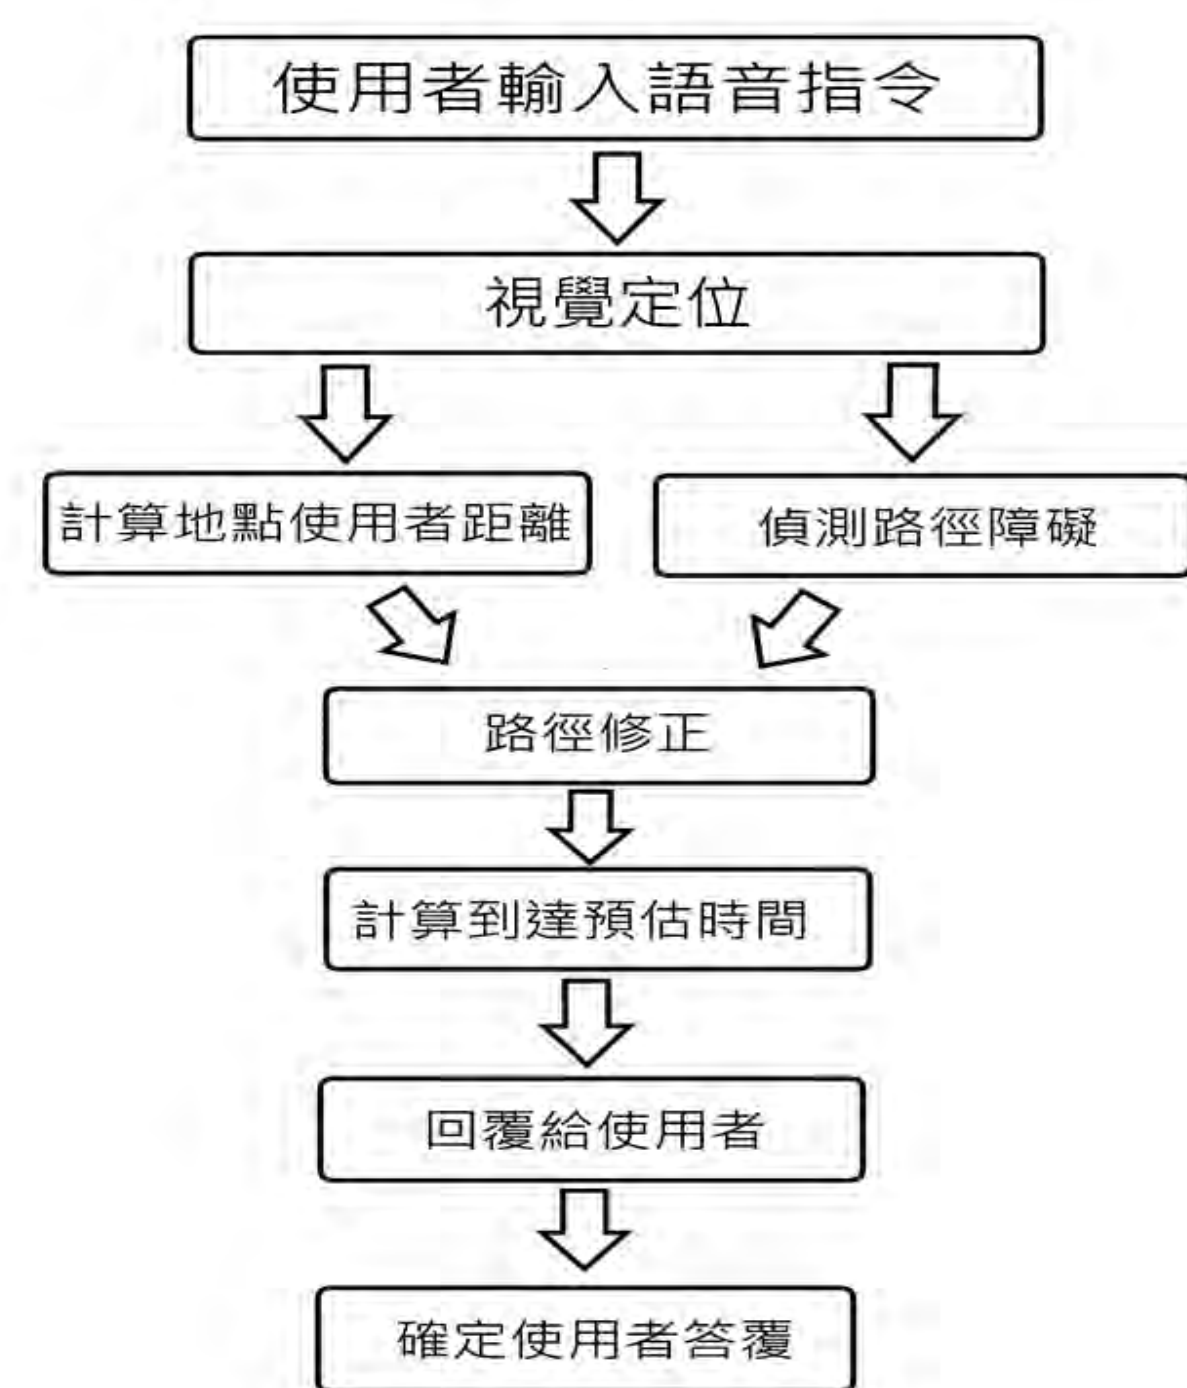 使用者輸入語音指令
視覺定位
計算地點使用者距離
偵測路徑障礙
路徑修正
計算到達預估時間
回覆給使用者
確定使用者答覆